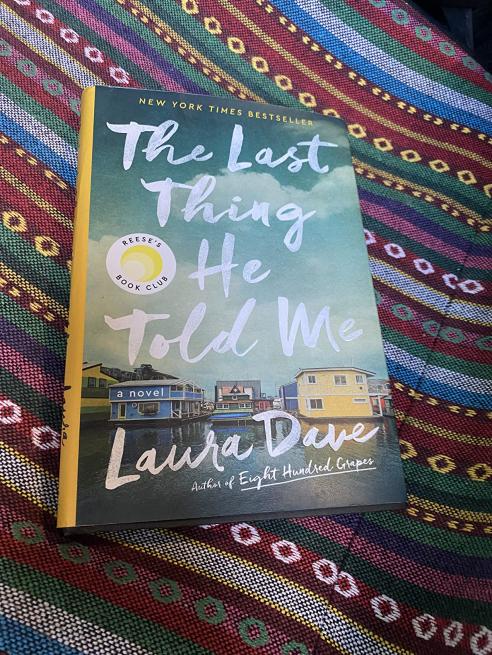 NEW YORK TIMES BESTSELLER
The Last
Thing
He
Told Me
REESE'S
BOOK CLUB
a novel
Laura Dave
Author of Eight Hundred Grapes